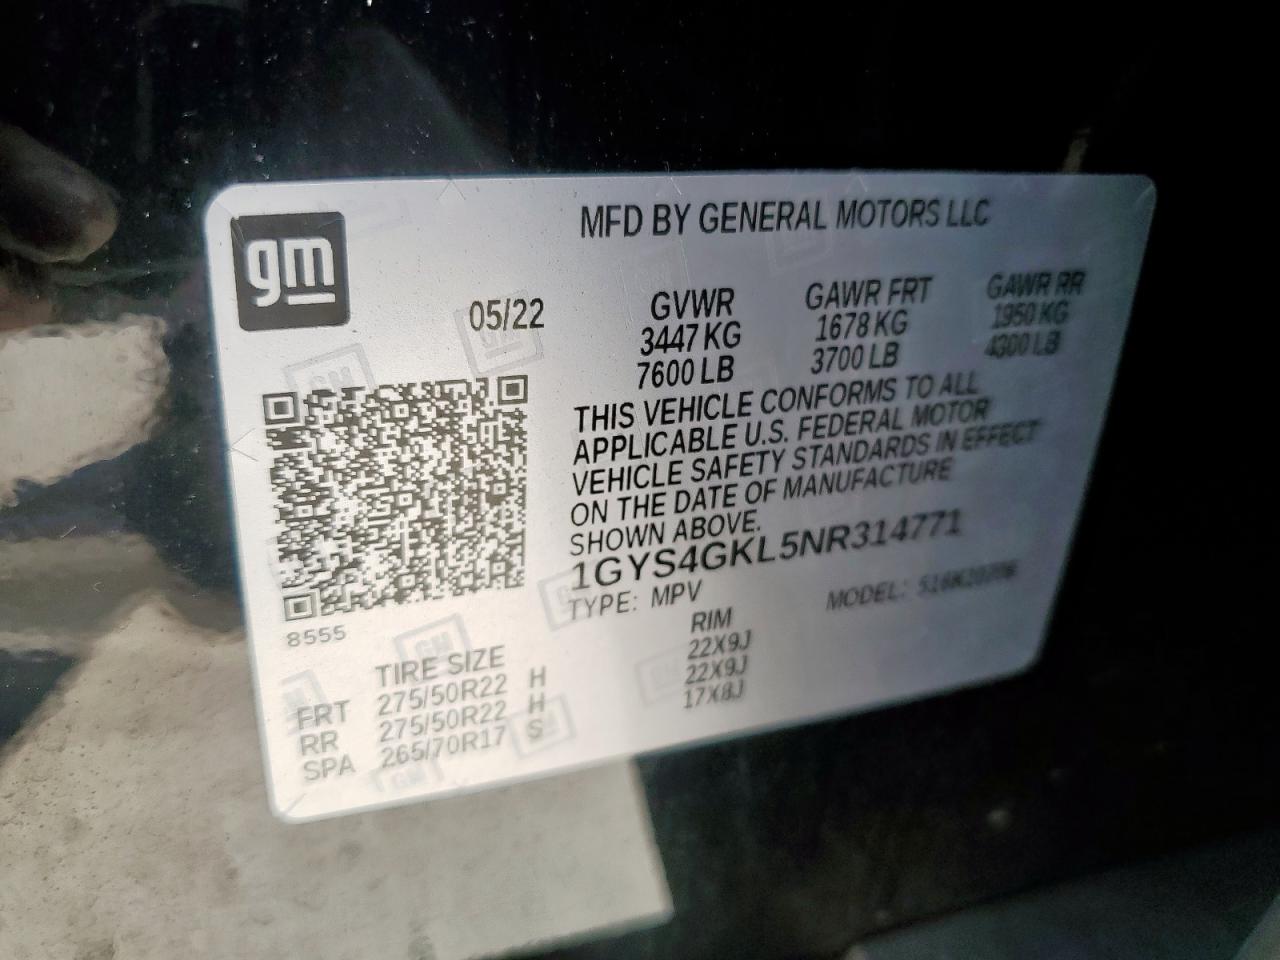 gm
MFD BY GENERAL MOTORS LLC
05/22
GVWR GAWR FRT GAWR RR
3447 KG 1678 KG 1950 KG
7600 LB 3700 LB 4300 LB
THIS VEHICLE CONFORMS TO ALL
APPLICABLE U.S. FEDERAL MOTOR
VEHICLE SAFETY STANDARDS IN EFFECT
ON THE DATE OF MANUFACTURE
SHOWN ABOVE.
1GYS4GKL5NR314771
TYPE: MPV MODEL:
8555
TIRE SIZE RIM
FRT 275/50R22 H 22X9J
RR 275/50R22 H 22X9J
SPA 265/70R17 S 17X8J